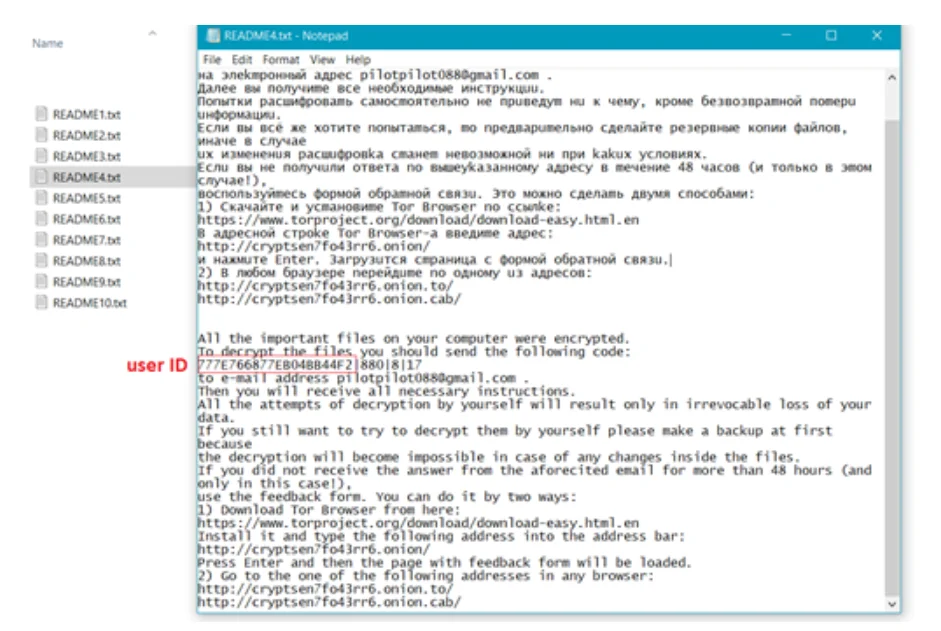 Name
README1.txt
README2.txt
README3.txt
README4.txt
README5.txt
README6.txt
README7.txt
README8.txt
README9.txt
README10.txt
README4.txt - Notepad
File Edit Format View Help
на электронный адрес pilotpilot088@gmail.com .
Далее вы получите все необходимые инструкции.
Попытки расшифровать самостоятельно не приведут ни к чему, кроме безвозвратной потери
информации.
Если вы всё же хотите попытаться, то предварительно сделайте резервные копии файлов,
иначе в случае
их изменения расшифровка станет невозможной ни при каких условиях.
Если вы не получили ответа по вышеуказанному адресу в течение 48 часов (и только в этом
случае!),
воспользуйтесь формой обратной связи. Это можно сделать двумя способами:
1) Скачайте и установите Tor Browser по ссылке:
https://www.torproject.org/download/download-easy.html.en
В адресной строке Tor Browser-а введите адрес:
http://cryptsen7fo43rr6.onion/
и нажмите Enter. Загрузится страница с формой обратной связи.
2) В любом браузере перейдите по одному из адресов:
http://cryptsen7fo43rr6.onion.to/
http://cryptsen7fo43rr6.onion.cab/
All the important files on your computer were encrypted.
To decrypt the files you should send the following code:
user ID
777E766877EB04BB44F2|880|8|17
to e-mail address pilotpilot088@gmail.com .
Then you will receive all necessary instructions.
All the attempts of decryption by yourself will result only in irrevocable loss of your
data.
If you still want to try to decrypt them by yourself please make a backup at first
because
the decryption will become impossible in case of any changes inside the files.
If you did not receive the answer from the aforecited email for more than 48 hours (and
only in this case!),
use the feedback form. You can do it by two ways:
1) Download Tor Browser from here:
https://www.torproject.org/download/download-easy.html.en
Install it and type the following address into the address bar:
http://cryptsen7fo43rr6.onion/
Press Enter and then the page with feedback form will be loaded.
2) Go to the one of the following addresses in any browser:
http://cryptsen7fo43rr6.onion.to/
http://cryptsen7fo43rr6.onion.cab/